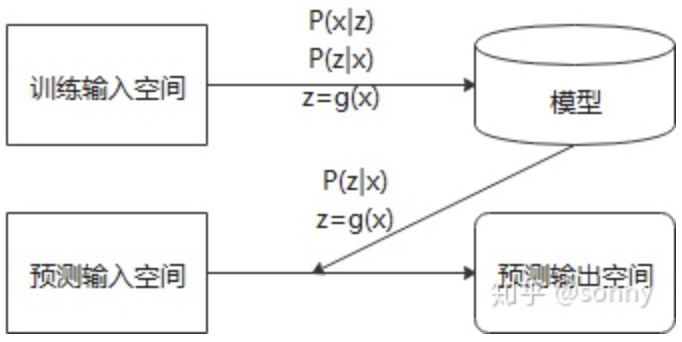 P(x|z)
P(z|x)
z=g(x)
训练输入空间
模型
P(z|x)
z=g(x)
预测输入空间
预测输出空间
知乎 @sonny